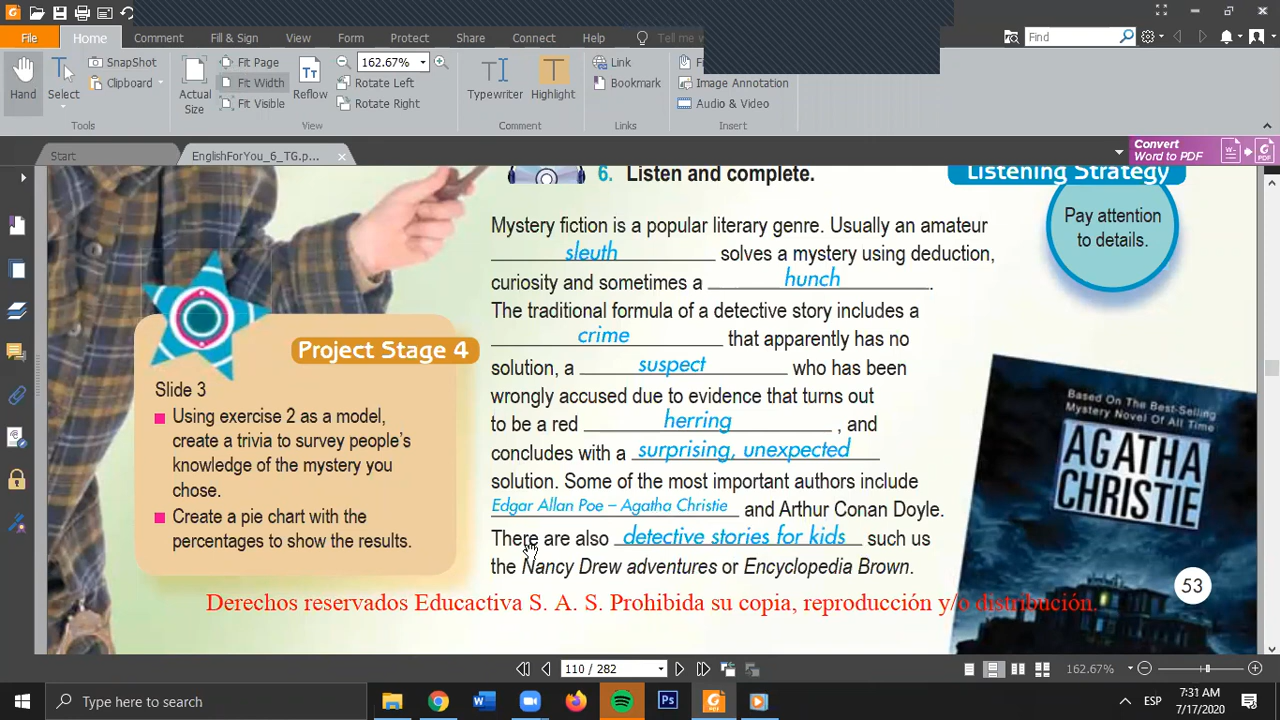 File Home Comment Fill & Sign View Form Protect Share Connect Help Tell me Find
Hand
Select
SnapShot
Clipboard
Tools
Actual Size
Fit Page
Fit Width
Fit Visible
Reflow
162.67%
Rotate Left
Rotate Right
View
Typewriter
Highlight
Comment
Link
Bookmark
Links
Image Annotation
Audio & Video
Insert
Start
EnglishForYou_6_TG.p...
Convert
Word to PDF
6. Listen and complete.
Listening Strategy
Pay attention
to details.
Mystery fiction is a popular literary genre. Usually an amateur
sleuth solves a mystery using deduction,
curiosity and sometimes a hunch.
The traditional formula of a detective story includes a
crime that apparently has no
solution, a suspect who has been
wrongly accused due to evidence that turns out
to be a red herring, and
concludes with a surprising, unexpected
solution. Some of the most important authors include
Edgar Allan Poe – Agatha Christie and Arthur Conan Doyle.
There are also detective stories for kids such us
the Nancy Drew adventures or Encyclopedia Brown.
Project Stage 4
Slide 3
Using exercise 2 as a model,
create a trivia to survey people's
knowledge of the mystery you
chose.
Create a pie chart with the
percentages to show the results.
Based On The Best-Selling
Mystery Novel Of All Time
AGATHA
CHRISTIE
53
Derechos reservados Educactiva S. A. S. Prohibida su copia, reproducción y/o distribución.
110 / 282
162.67%
Type here to search
ESP
7:31 AM
7/17/2020